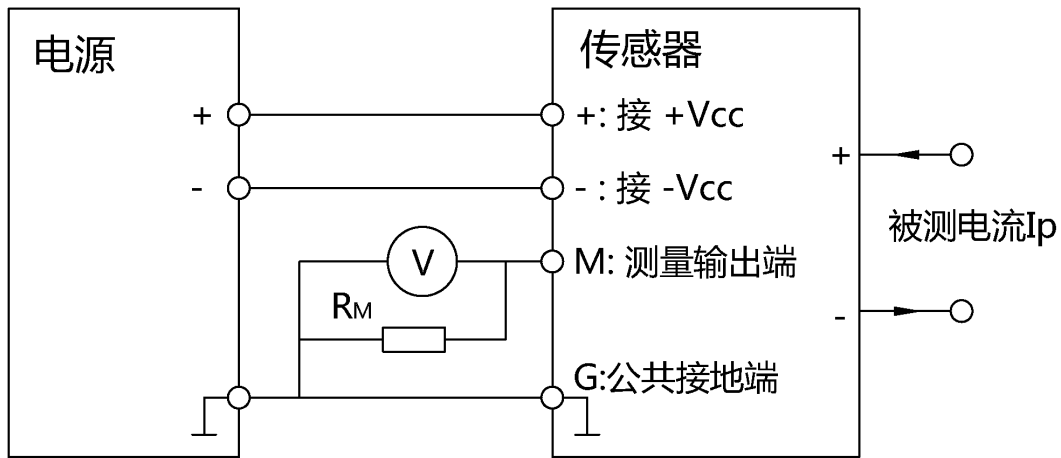 电源
传感器
+
+: 接 +Vcc
+
-
- : 接 -Vcc
被测电流Ip
V
M: 测量输出端
RM
-
G:公共接地端